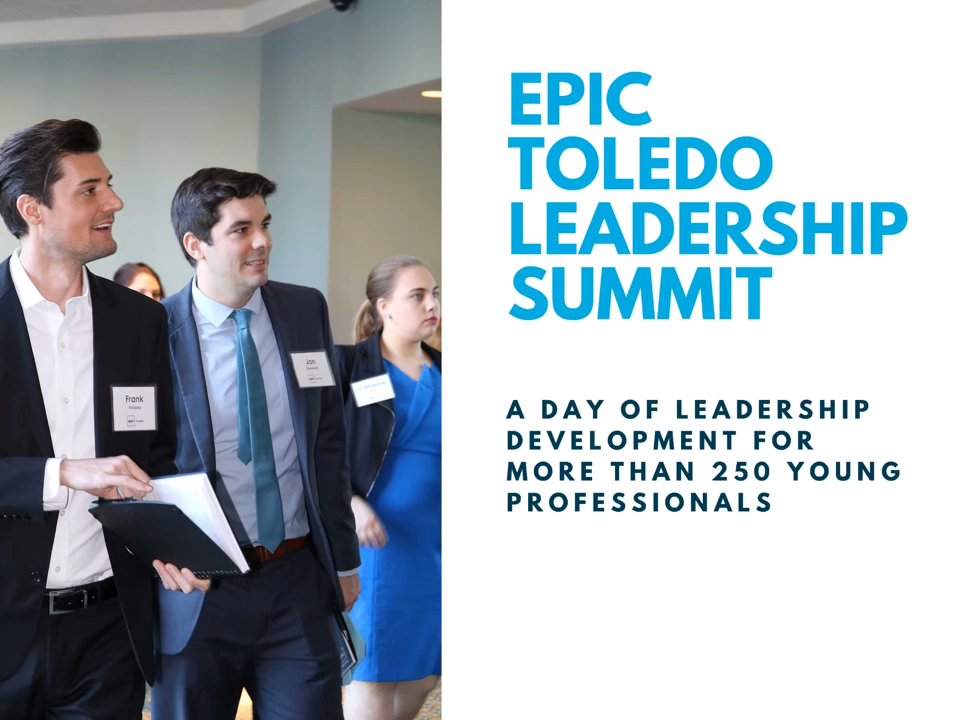 EPIC
TOLEDO
LEADERSHIP
SUMMIT
A DAY OF LEADERSHIP
DEVELOPMENT FOR
MORE THAN 250 YOUNG
PROFESSIONALS
Frank
Jon